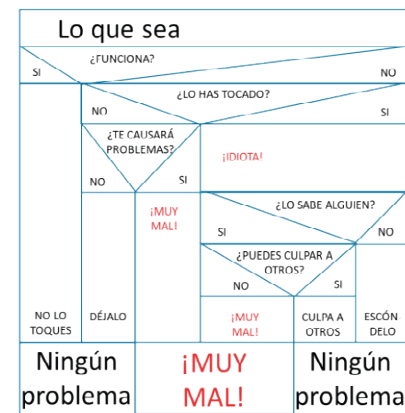 Lo que sea
¿FUNCIONA?
SI
NO
¿LO HAS TOCADO?
NO
SI
¿TE CAUSARÁ
PROBLEMAS?
¡IDIOTA!
NO
SI
¡MUY
MAL!
¿LO SABE ALGUIEN?
SI
NO
¿PUEDES CULPAR A
OTROS?
NO
SI
NO LO
TOQUES
DÉJALO
¡MUY
MAL!
CULPA A
OTROS
ESCÓN
DELO
Ningún
problema
¡MUY
MAL!
Ningún
problema